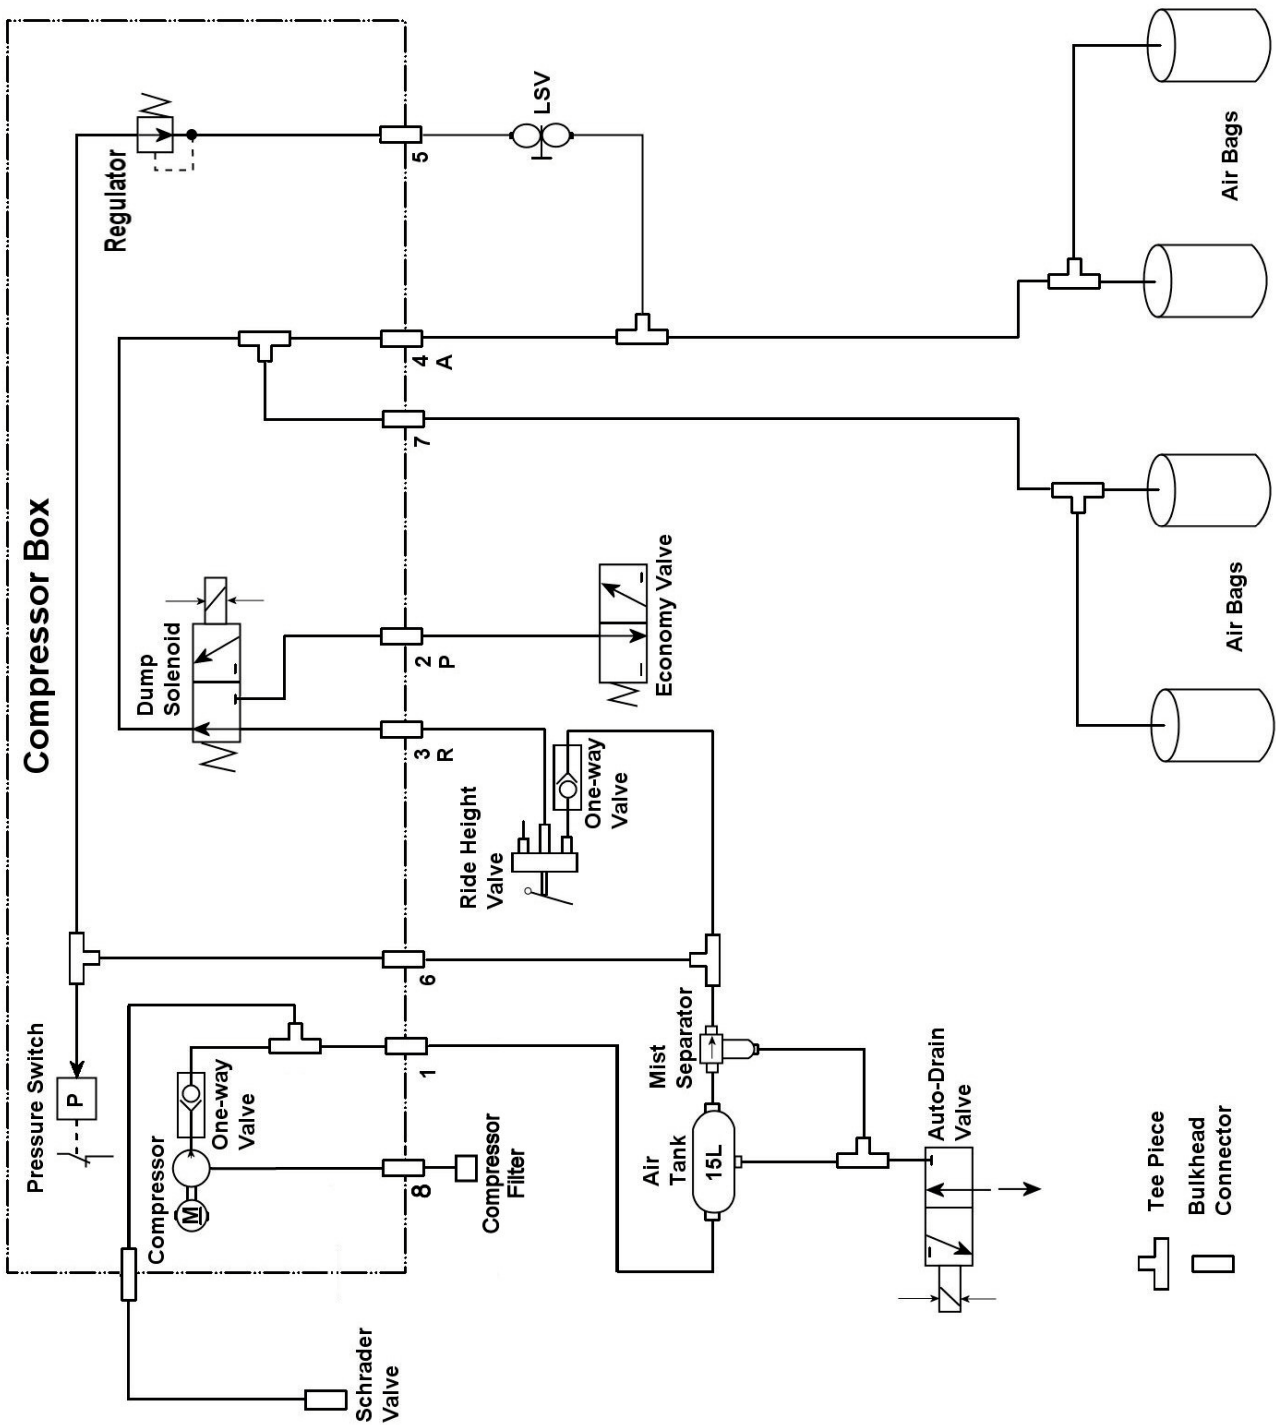 Compressor Box
Pressure Switch
P
Compressor
M
One-way
Valve
Schrader
Valve
8
Compressor
Filter
1
6
Dump
Solenoid
3
R
2
P
7
4
A
5
Regulator
LSV
Ride Height
Valve
One-way
Valve
Economy Valve
Mist
Separator
Air
Tank
15L
Auto-Drain
Valve
Air Bags
Air Bags
Tee Piece
Bulkhead
Connector